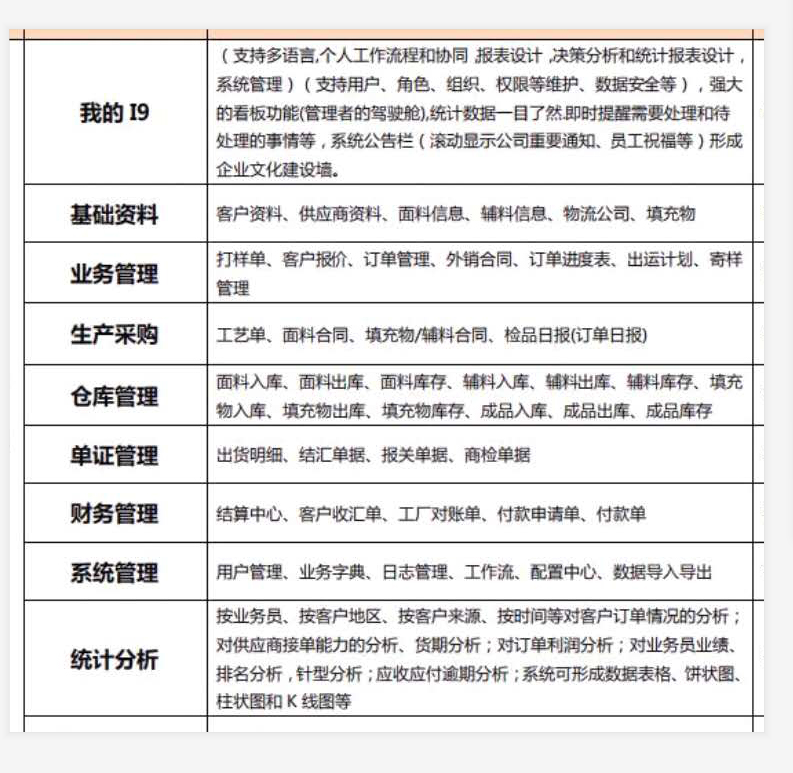 （支持多语言,个人工作流程和协同 ,报表设计 ,决策分析和统计报表设计，
系统管理）（支持用户、角色、组织、权限等维护、数据安全等），强大
我的 I9
的看板功能(管理者的驾驶舱),统计数据一目了然.即时提醒需要处理和待
处理的事情等，系统公告栏（滚动显示公司重要通知、员工祝福等）形成
企业文化建设墙。
基础资料
客户资料、供应商资料、面料信息、辅料信息、物流公司、填充物
业务管理
打样单、客户报价、订单管理、外销合同、订单进度表、出运计划、寄样
管理
生产采购
工艺单、面料合同、填充物/辅料合同、检品日报(订单日报)
仓库管理
面料入库、面料出库、面料库存、辅料入库、辅料出库、辅料库存、填充
物入库、填充物出库、填充物库存、成品入库、成品出库、成品库存
单证管理
出货明细、结汇单据、报关单据、商检单据
财务管理
结算中心、客户收汇单、工厂对账单、付款申请单、付款单
系统管理
用户管理、业务字典、日志管理、工作流、配置中心、数据导入导出
统计分析
按业务员、按客户地区、按客户来源、按时间等对客户订单情况的分析；
对供应商接单能力的分析、货期分析；对订单利润分析；对业务员业绩、
排名分析，针型分析；应收应付逾期分析；系统可形成数据表格、饼状图、
柱状图和 K 线图等